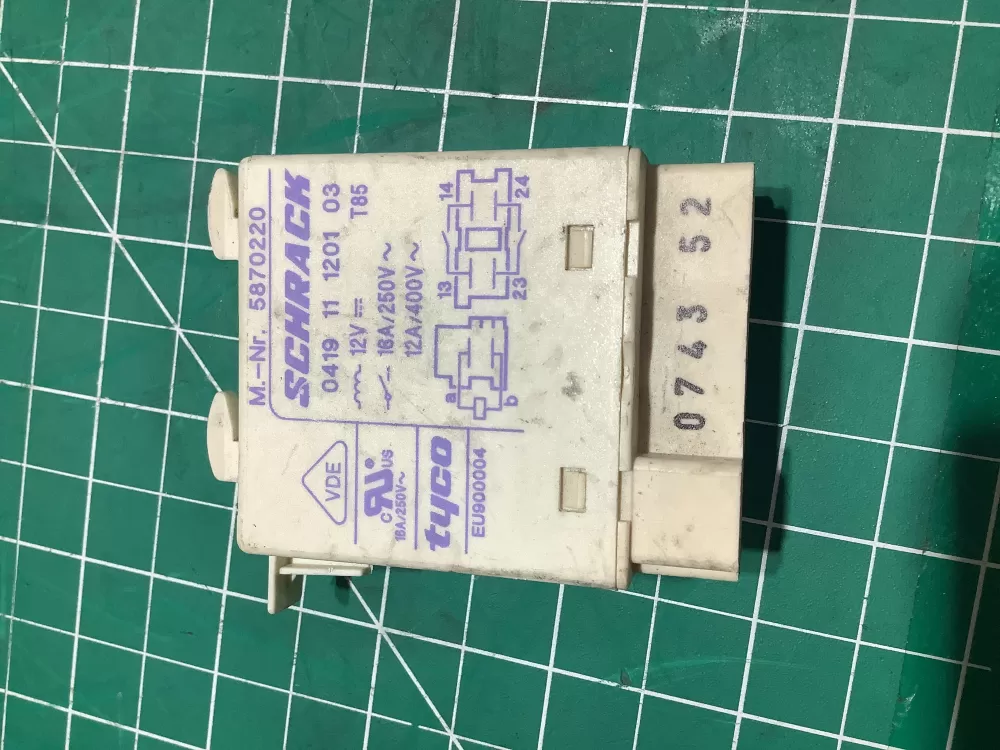 M.-Nr. 5870220
SCHRACK
0419 11 1201 03
12V T85
16A/250V~
12A/400V~
14 24
13 23
a b
VDE
c RU US
16A/250V~
tyco
EU900004
0743 52